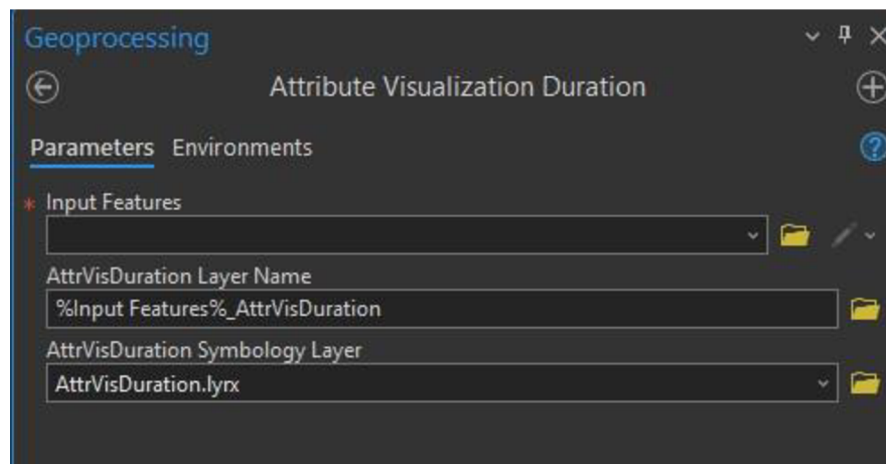 Geoprocessing
Attribute Visualization Duration
Parameters Environments
* Input Features
AttrVisDuration Layer Name
%Input Features%_AttrVisDuration
AttrVisDuration Symbology Layer
AttrVisDuration.lyrx